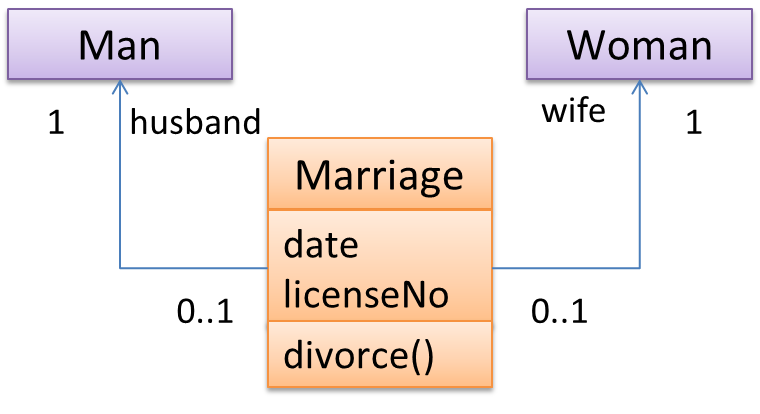 Man
Woman
1
husband
wife
1
Marriage
date
licenseNo
0..1
0..1
divorce()